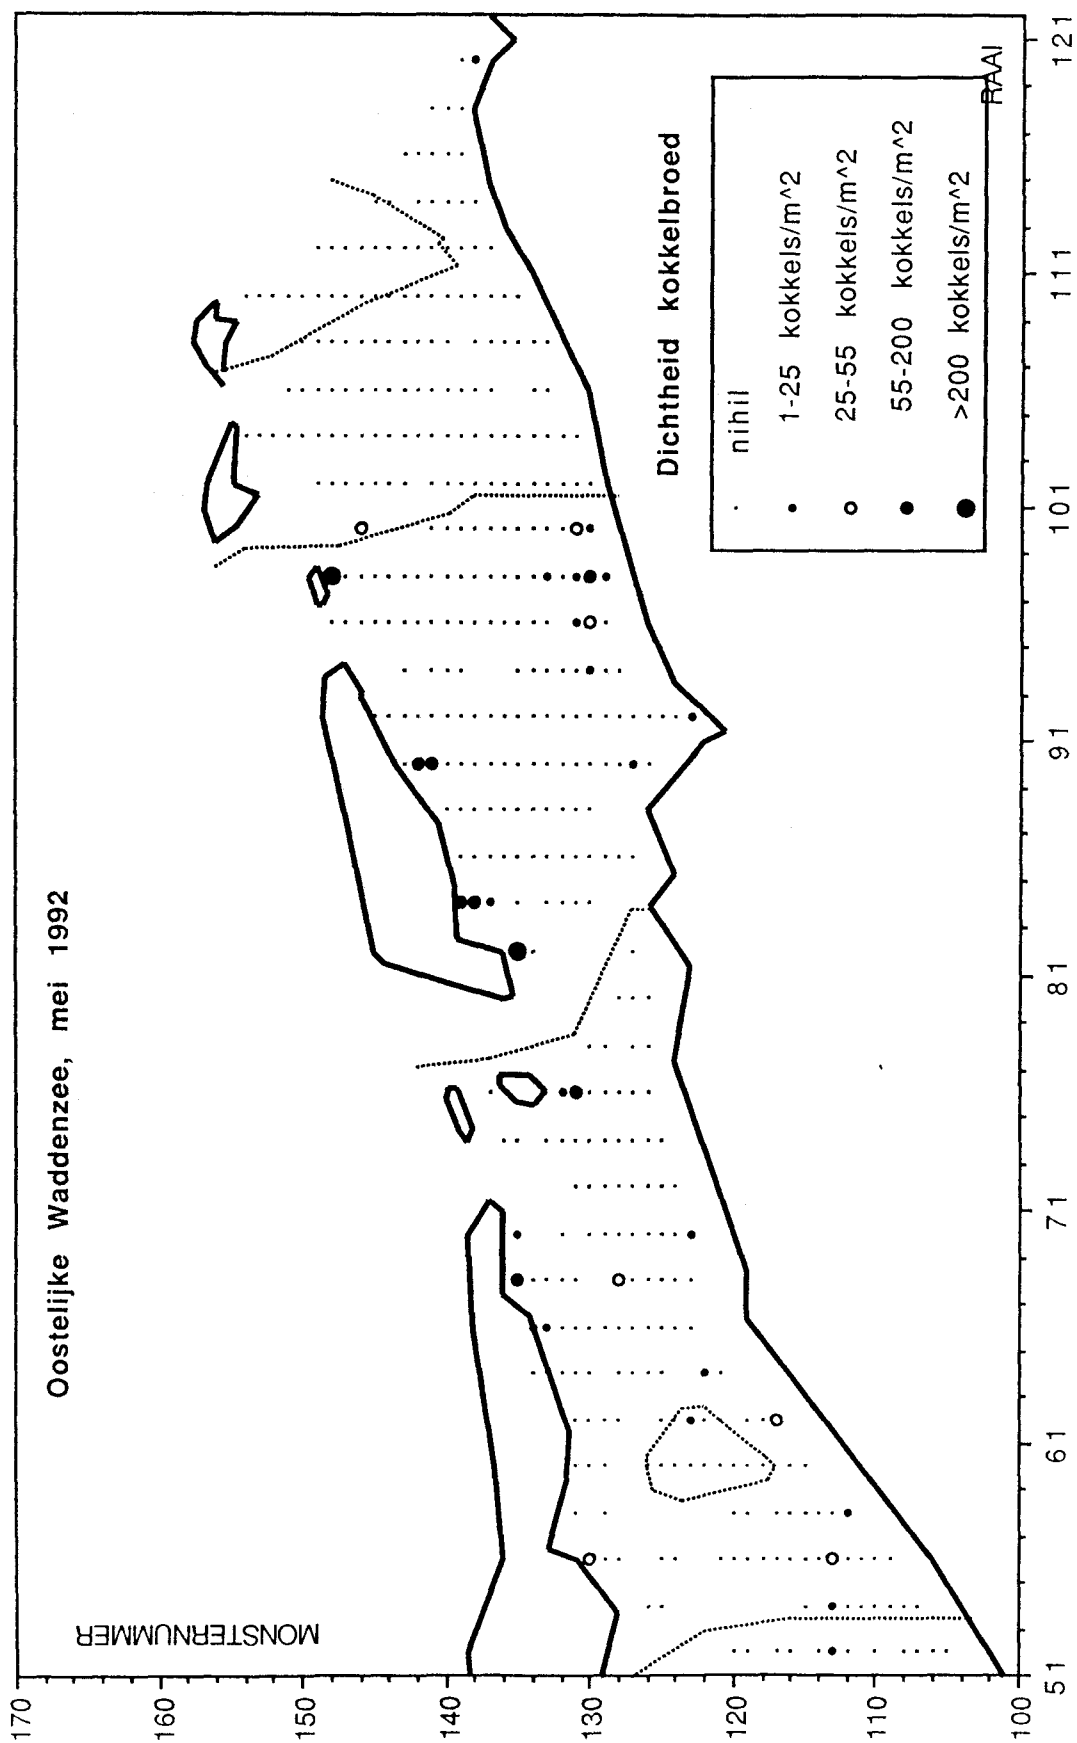 Oostelijke Waddenzee, mei 1992
MONSTERNUMMER
170
160
150
140
130
120
110
100
51
61
71
81
91
101
111
121
RAAI
Dichtheid kokkelbroed
nihil
1-25 kokkels/m^2
25-55 kokkels/m^2
55-200 kokkels/m^2
>200 kokkels/m^2